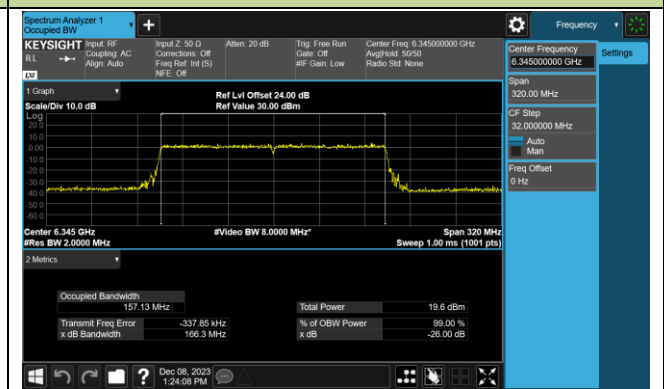 Spectrum Analyzer 1
Occupied BW
+
Frequency
KEYSIGHT
RL
LXI
Input: RF
Coupling: AC
Align: Auto
Input Z: 50 Ω
Corrections: Off
Freq Ref: Int (S)
NFE: Off
Atten: 20 dB
Trig: Free Run
Gate: Off
#IF Gain: Low
Center Freq: 6.345000000 GHz
Avg|Hold: 50/50
Radio Std: None
Center Frequency
6.345000000 GHz
Settings
Span
320.00 MHz
CF Step
32.000000 MHz
Auto
Man
Freq Offset
0 Hz
1 Graph
Scale/Div 10.0 dB
Ref Lvl Offset 24.00 dB
Ref Value 30.00 dBm
Log
20.0
10.0
0.00
-10.0
-20.0
-30.0
-40.0
-50.0
-60.0
Center 6.345 GHz
#Res BW 2.0000 MHz
#Video BW 8.0000 MHz*
Span 320 MHz
Sweep 1.00 ms (1001 pts)
2 Metrics
Occupied Bandwidth
157.13 MHz
Total Power 19.6 dBm
Transmit Freq Error -337.85 kHz
% of OBW Power 99.00 %
x dB Bandwidth 166.3 MHz
x dB -26.00 dB
?
Dec 08, 2023
1:24:08 PM